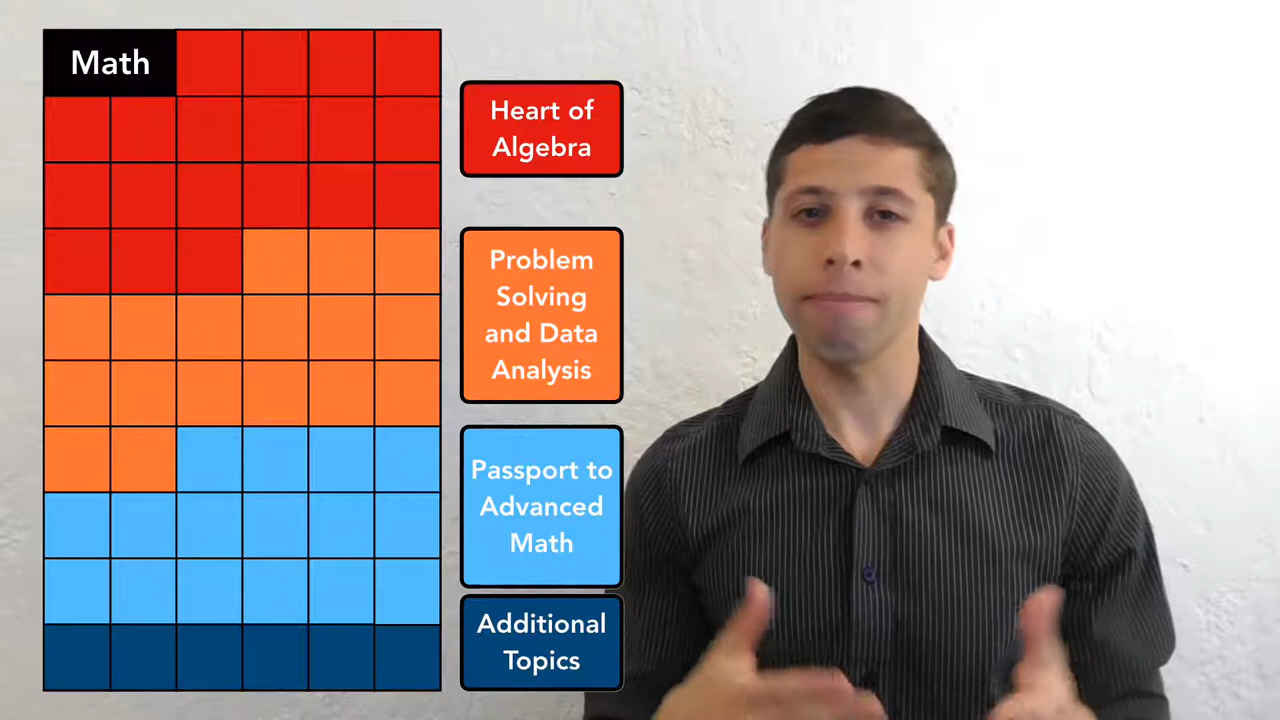 Math
Heart of
Algebra
Problem
Solving
and Data
Analysis
Passport to
Advanced
Math
Additional
Topics